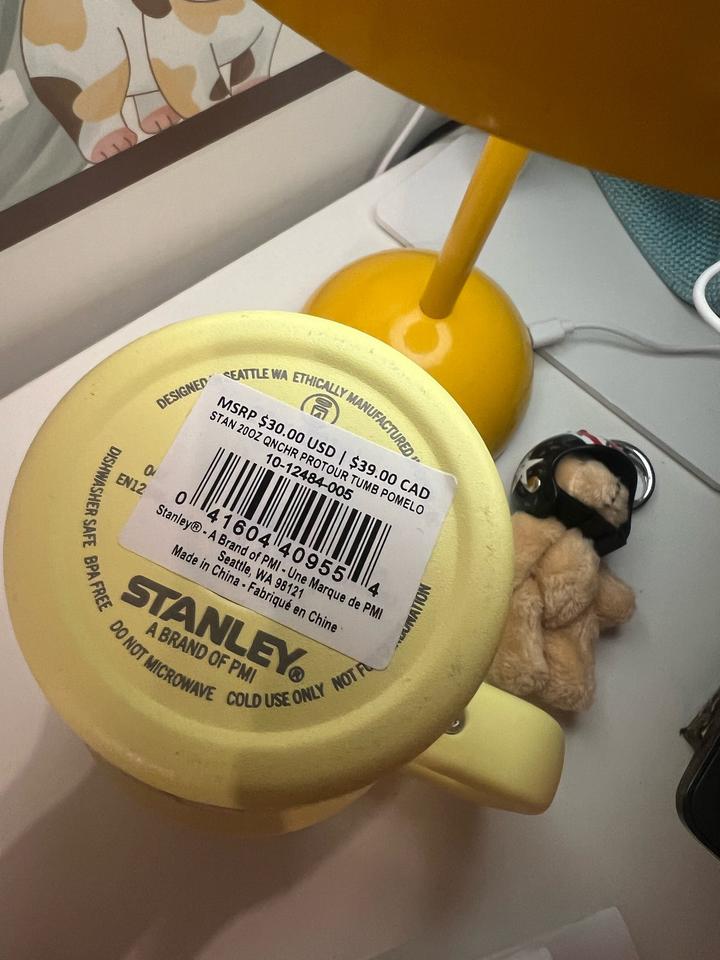 DESIGNED SEATTLE WA ETHICALLY MANUFACTURED
MSRP $30.00 USD | $39.00 CAD
STAN 20OZ QNCHR PROTOUR TUMB POMELO
10-12484-005
0 41604 40955 4
Stanley® - A Brand of PMI - Une Marque de PMI
Seattle, WA 98121
Made in China - Fabriqué en Chine
EN12
DISHWASHER SAFE BPA FREE
STANLEY®
A BRAND OF PMI
DO NOT MICROWAVE COLD USE ONLY NOT